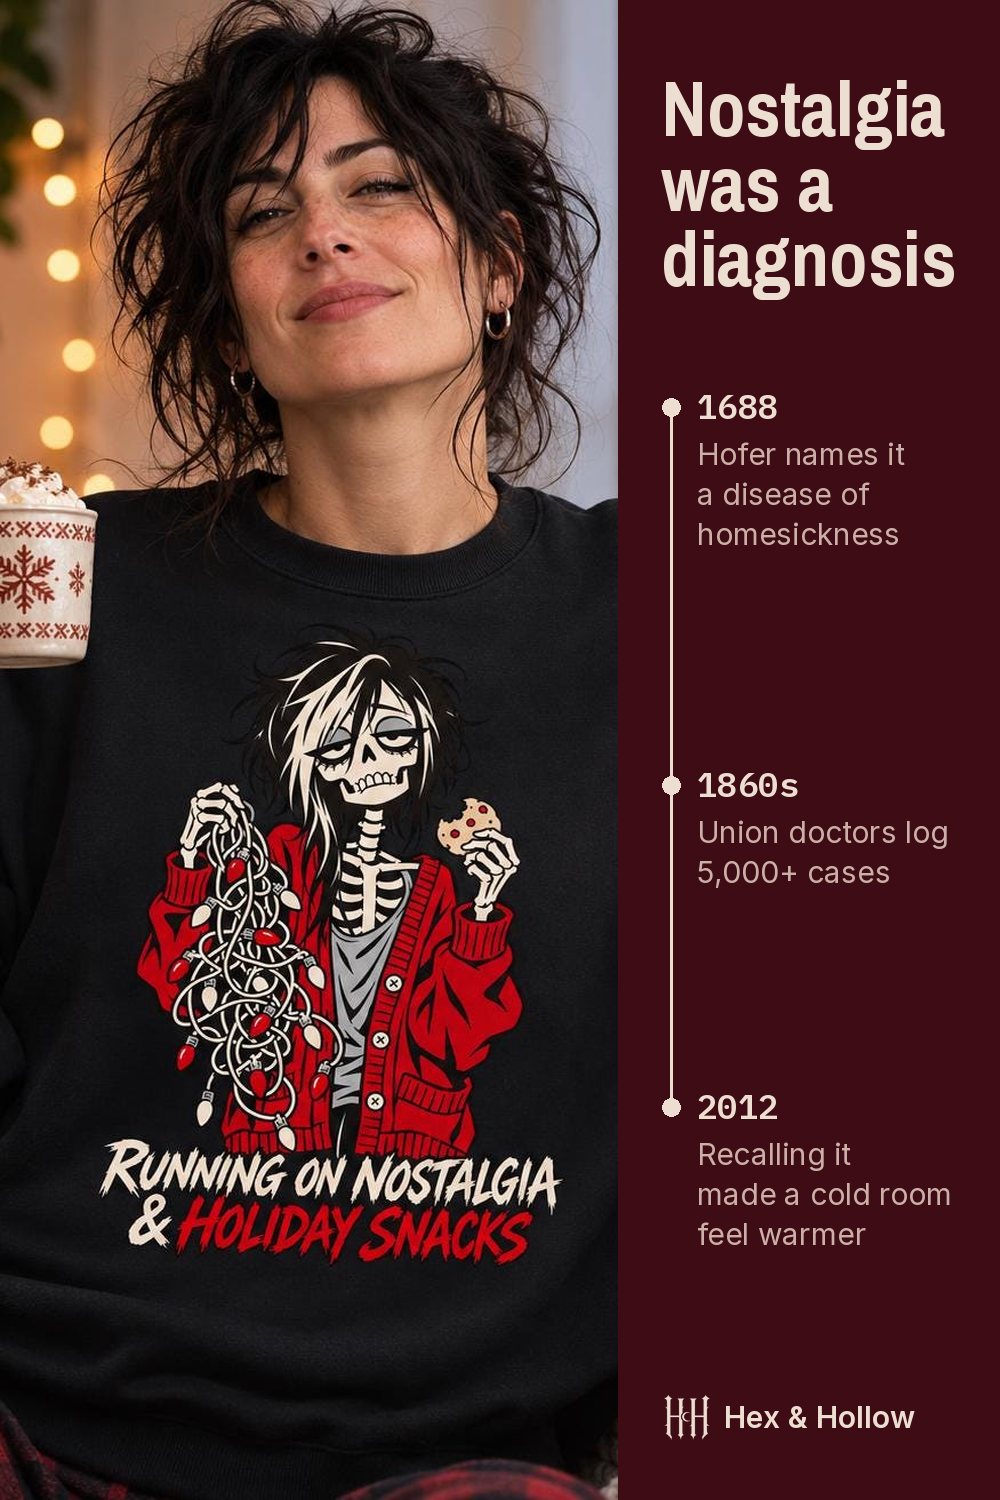 Nostalgia
was a
diagnosis
1688
Hofer names it
a disease of
homesickness
1860s
Union doctors log
5,000+ cases
2012
Recalling it
made a cold room
feel warmer
HH Hex & Hollow
RUNNING ON NOSTALGIA
& HOLIDAY SNACKS